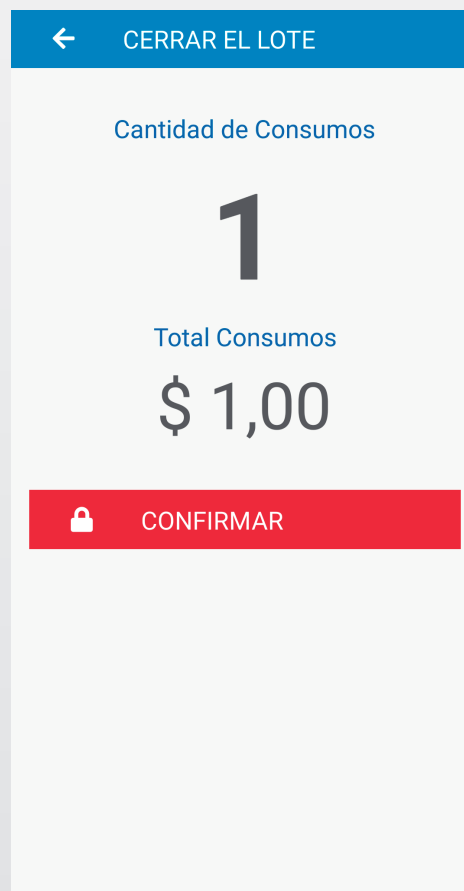 CERRAR EL LOTE
Cantidad de Consumos
1
Total Consumos
$ 1,00
CONFIRMAR